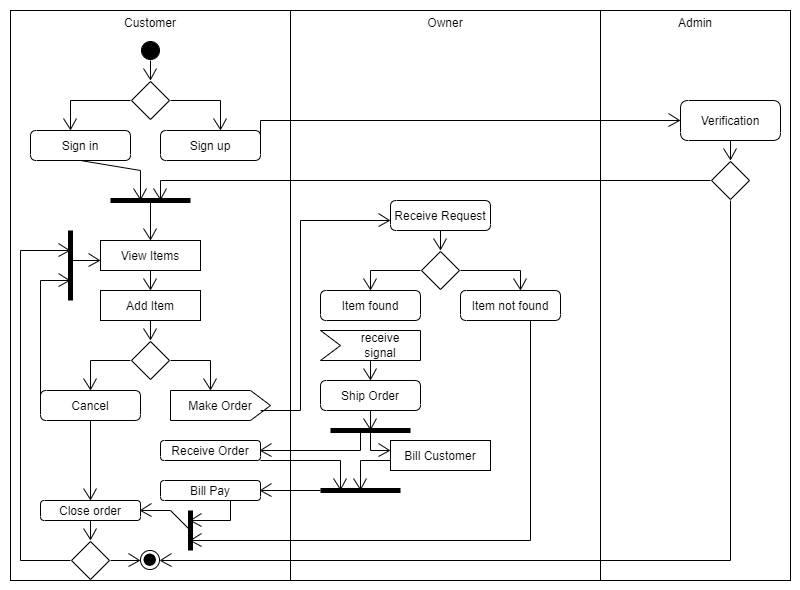 Customer
Owner
Admin
Sign in
Sign up
Verification
Receive Request
View Items
Add Item
Item found
Item not found
receive
signal
Cancel
Make Order
Ship Order
Receive Order
Bill Customer
Bill Pay
Close order